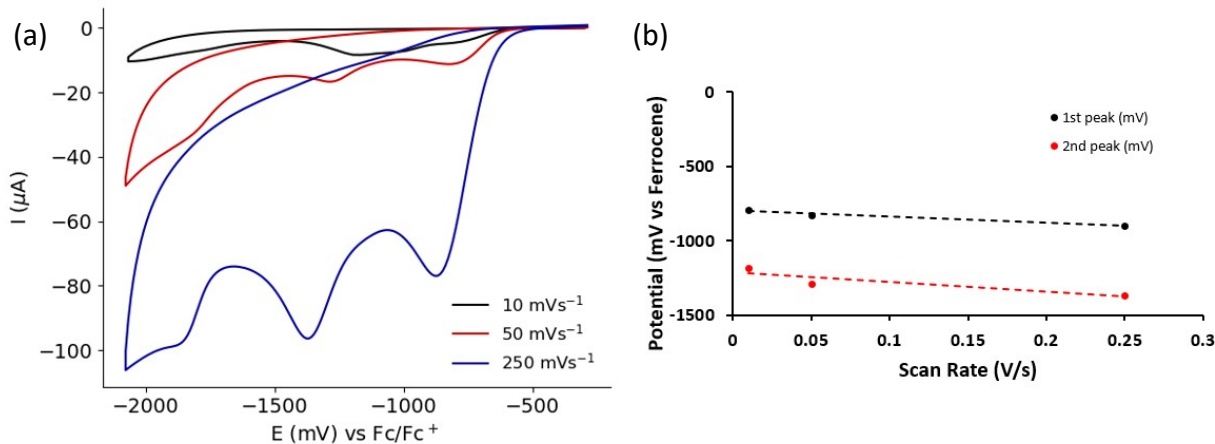 (a)
0
−20
−40
−60
−80
−100
I (μA)
−2000
−1500
−1000
−500
E (mV) vs Fc/Fc⁺
10 mVs⁻¹
50 mVs⁻¹
250 mVs⁻¹
(b)
0
-500
-1000
-1500
Potential (mV vs Ferrocene)
0
0.05
0.1
0.15
0.2
0.25
0.3
Scan Rate (V/s)
1st peak (mV)
2nd peak (mV)